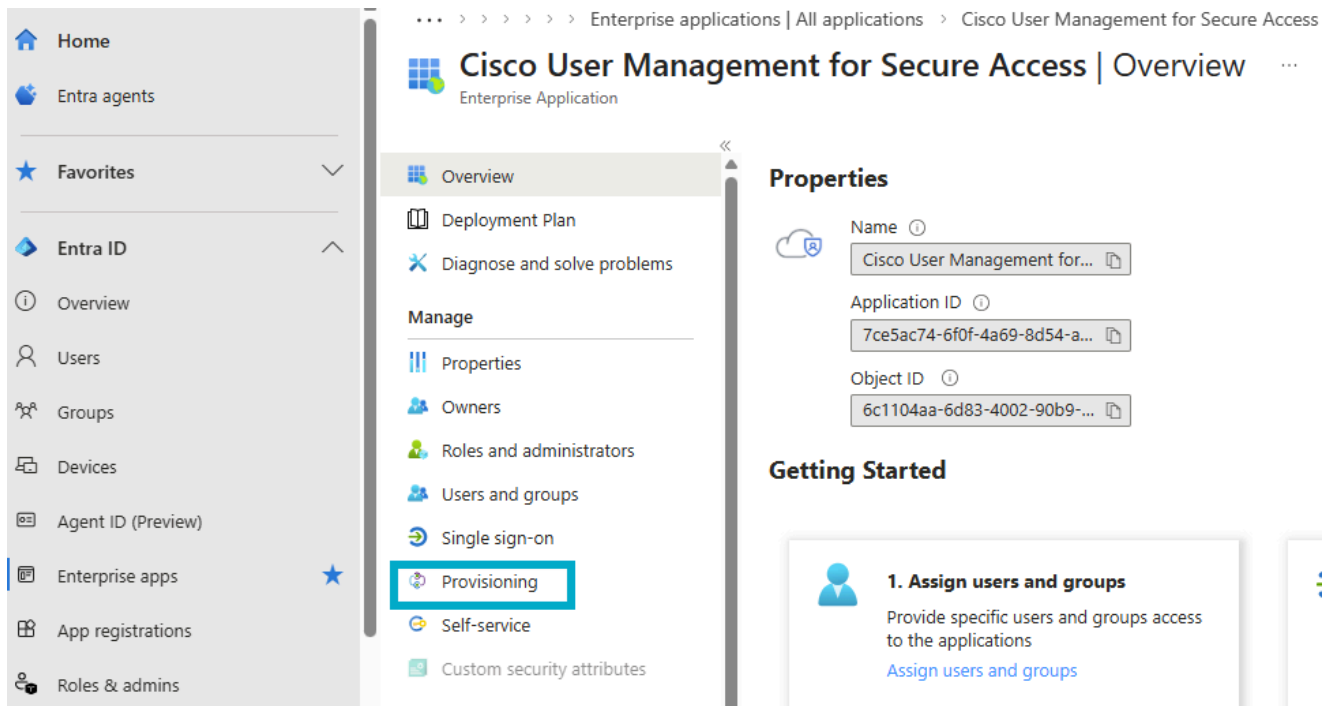 Home
Entra agents
Favorites
Entra ID
Overview
Users
Groups
Devices
Agent ID (Preview)
Enterprise apps
App registrations
Roles & admins
··· > > > > > > Enterprise applications | All applications > Cisco User Management for Secure Access
Cisco User Management for Secure Access | Overview ···
Enterprise Application
«
Overview
Deployment Plan
Diagnose and solve problems
Manage
Properties
Owners
Roles and administrators
Users and groups
Single sign-on
Provisioning
Self-service
Custom security attributes
Properties
Name
Cisco User Management for...
Application ID
7ce5ac74-6f0f-4a69-8d54-a...
Object ID
6c1104aa-6d83-4002-90b9-...
Getting Started
1. Assign users and groups
Provide specific users and groups access
to the applications
Assign users and groups